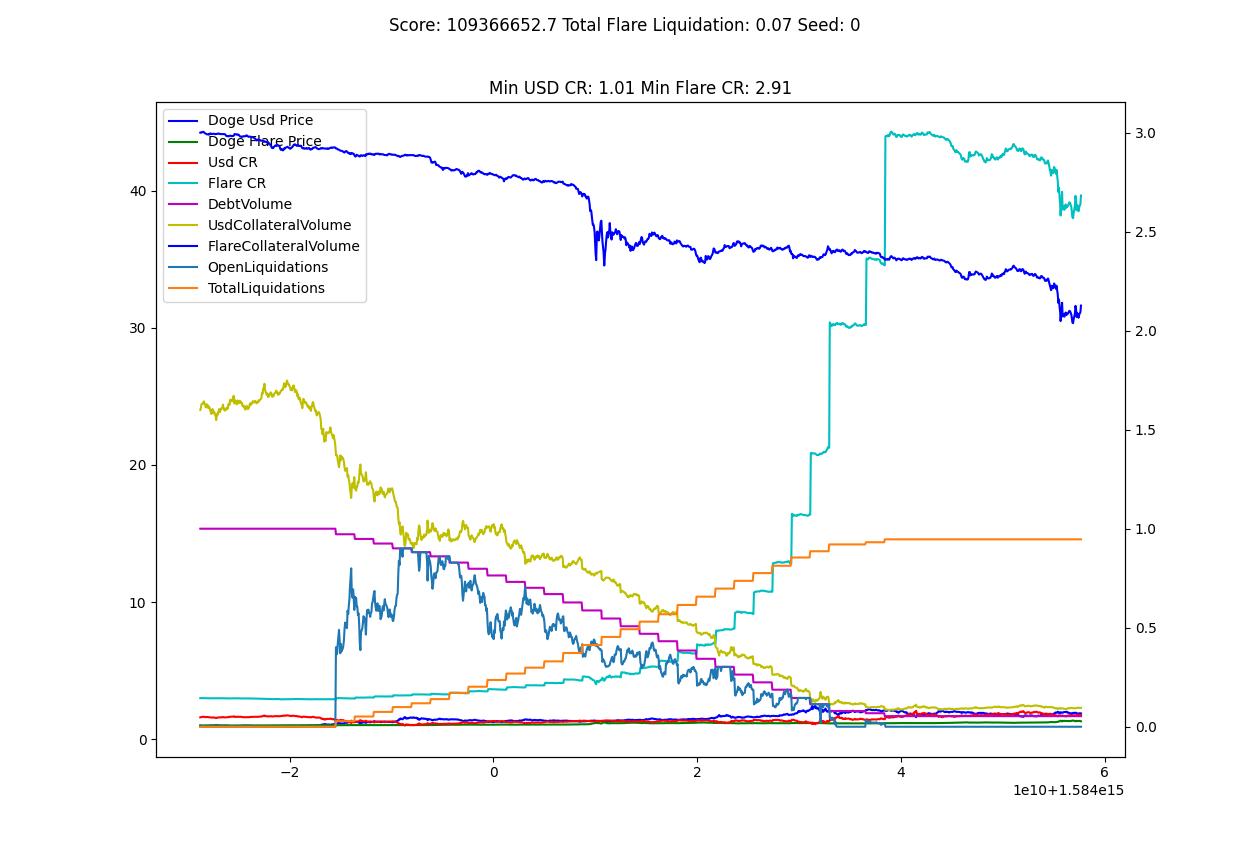 Score: 109366652.7 Total Flare Liquidation: 0.07 Seed: 0
Min USD CR: 1.01 Min Flare CR: 2.91
Doge Usd Price
Doge Flare Price
Usd CR
Flare CR
DebtVolume
UsdCollateralVolume
FlareCollateralVolume
OpenLiquidations
TotalLiquidations
40
30
20
10
0
3.0
2.5
2.0
1.5
1.0
0.5
0.0
−2 0 2 4 6
1e10+1.584e15